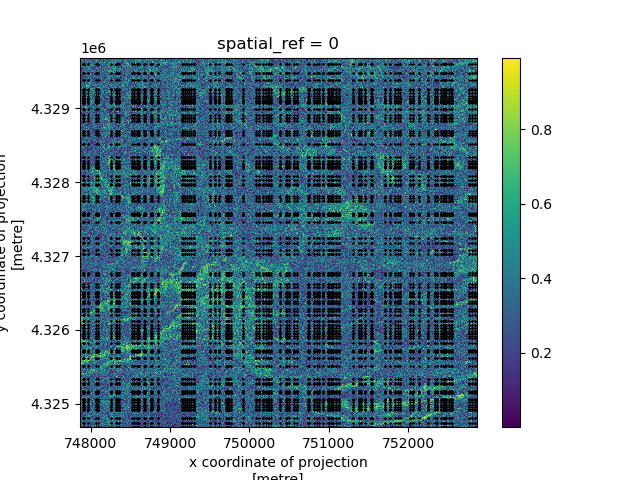 spatial_ref = 0
1e6
4.329
4.328
4.327
4.326
4.325
y coordinate of projection
[metre]
748000 749000 750000 751000 752000
x coordinate of projection
[metre]
0.8
0.6
0.4
0.2